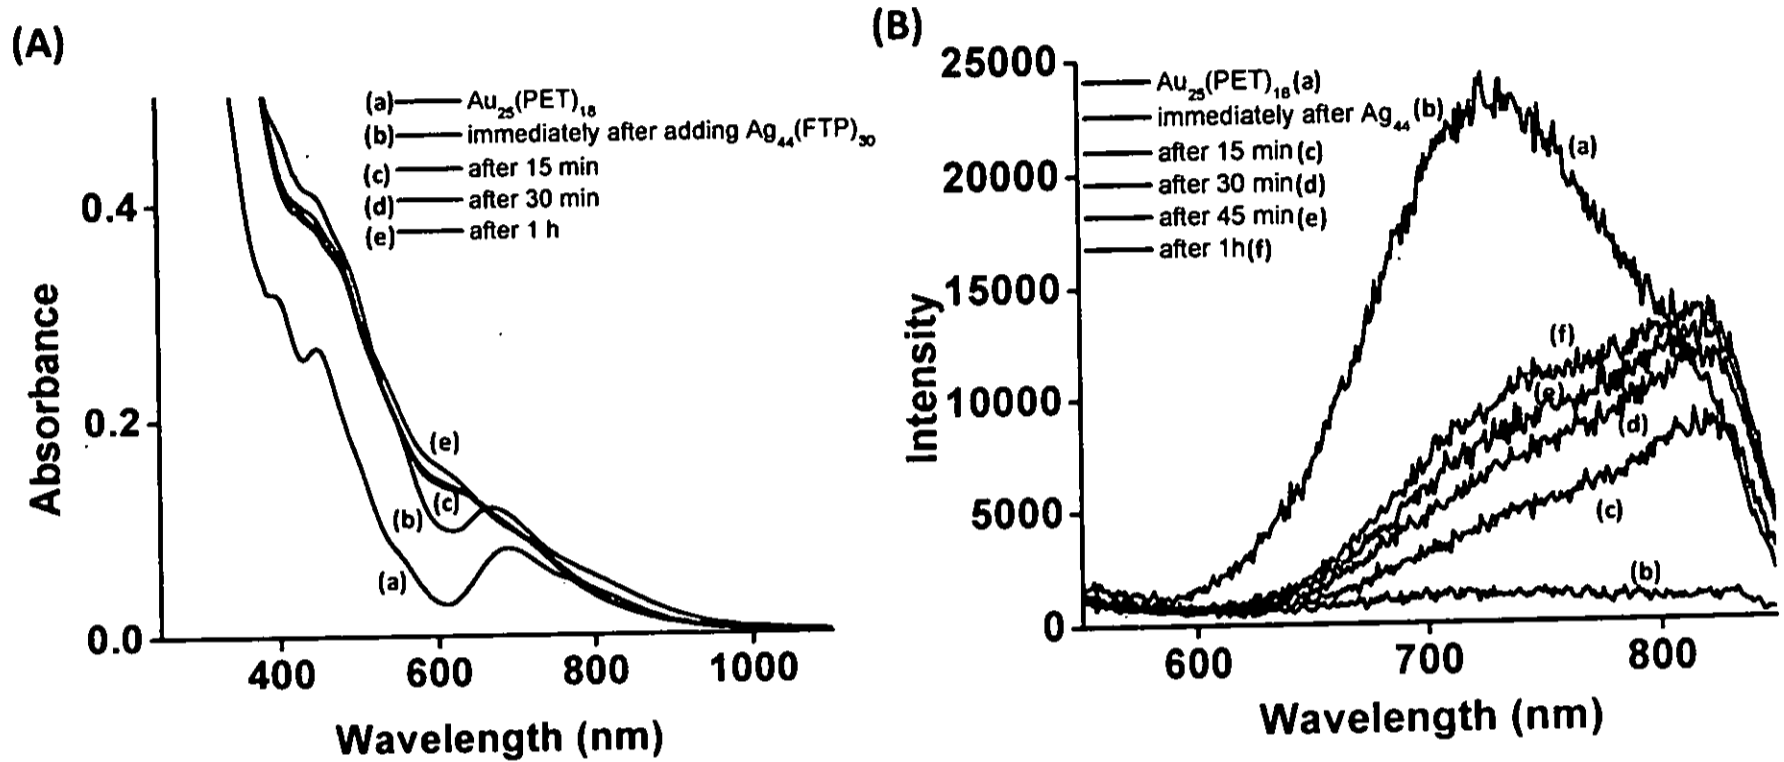 (A)
(a) Au25(PET)18
(b) immediately after adding Ag44(FTP)30
(c) after 15 min
(d) after 30 min
(e) after 1 h
0.4
0.2
0.0
Absorbance
(e)
(c)
(b)
(a)
400 600 800 1000
Wavelength (nm)
(B)
25000
20000
15000
10000
5000
0
Intensity
Au25(PET)18(a)
immediately after Ag44(b)
after 15 min(c)
after 30 min(d)
after 45 min(e)
after 1h(f)
(a)
(f)
(e)
(d)
(c)
(b)
600 700 800
Wavelength (nm)